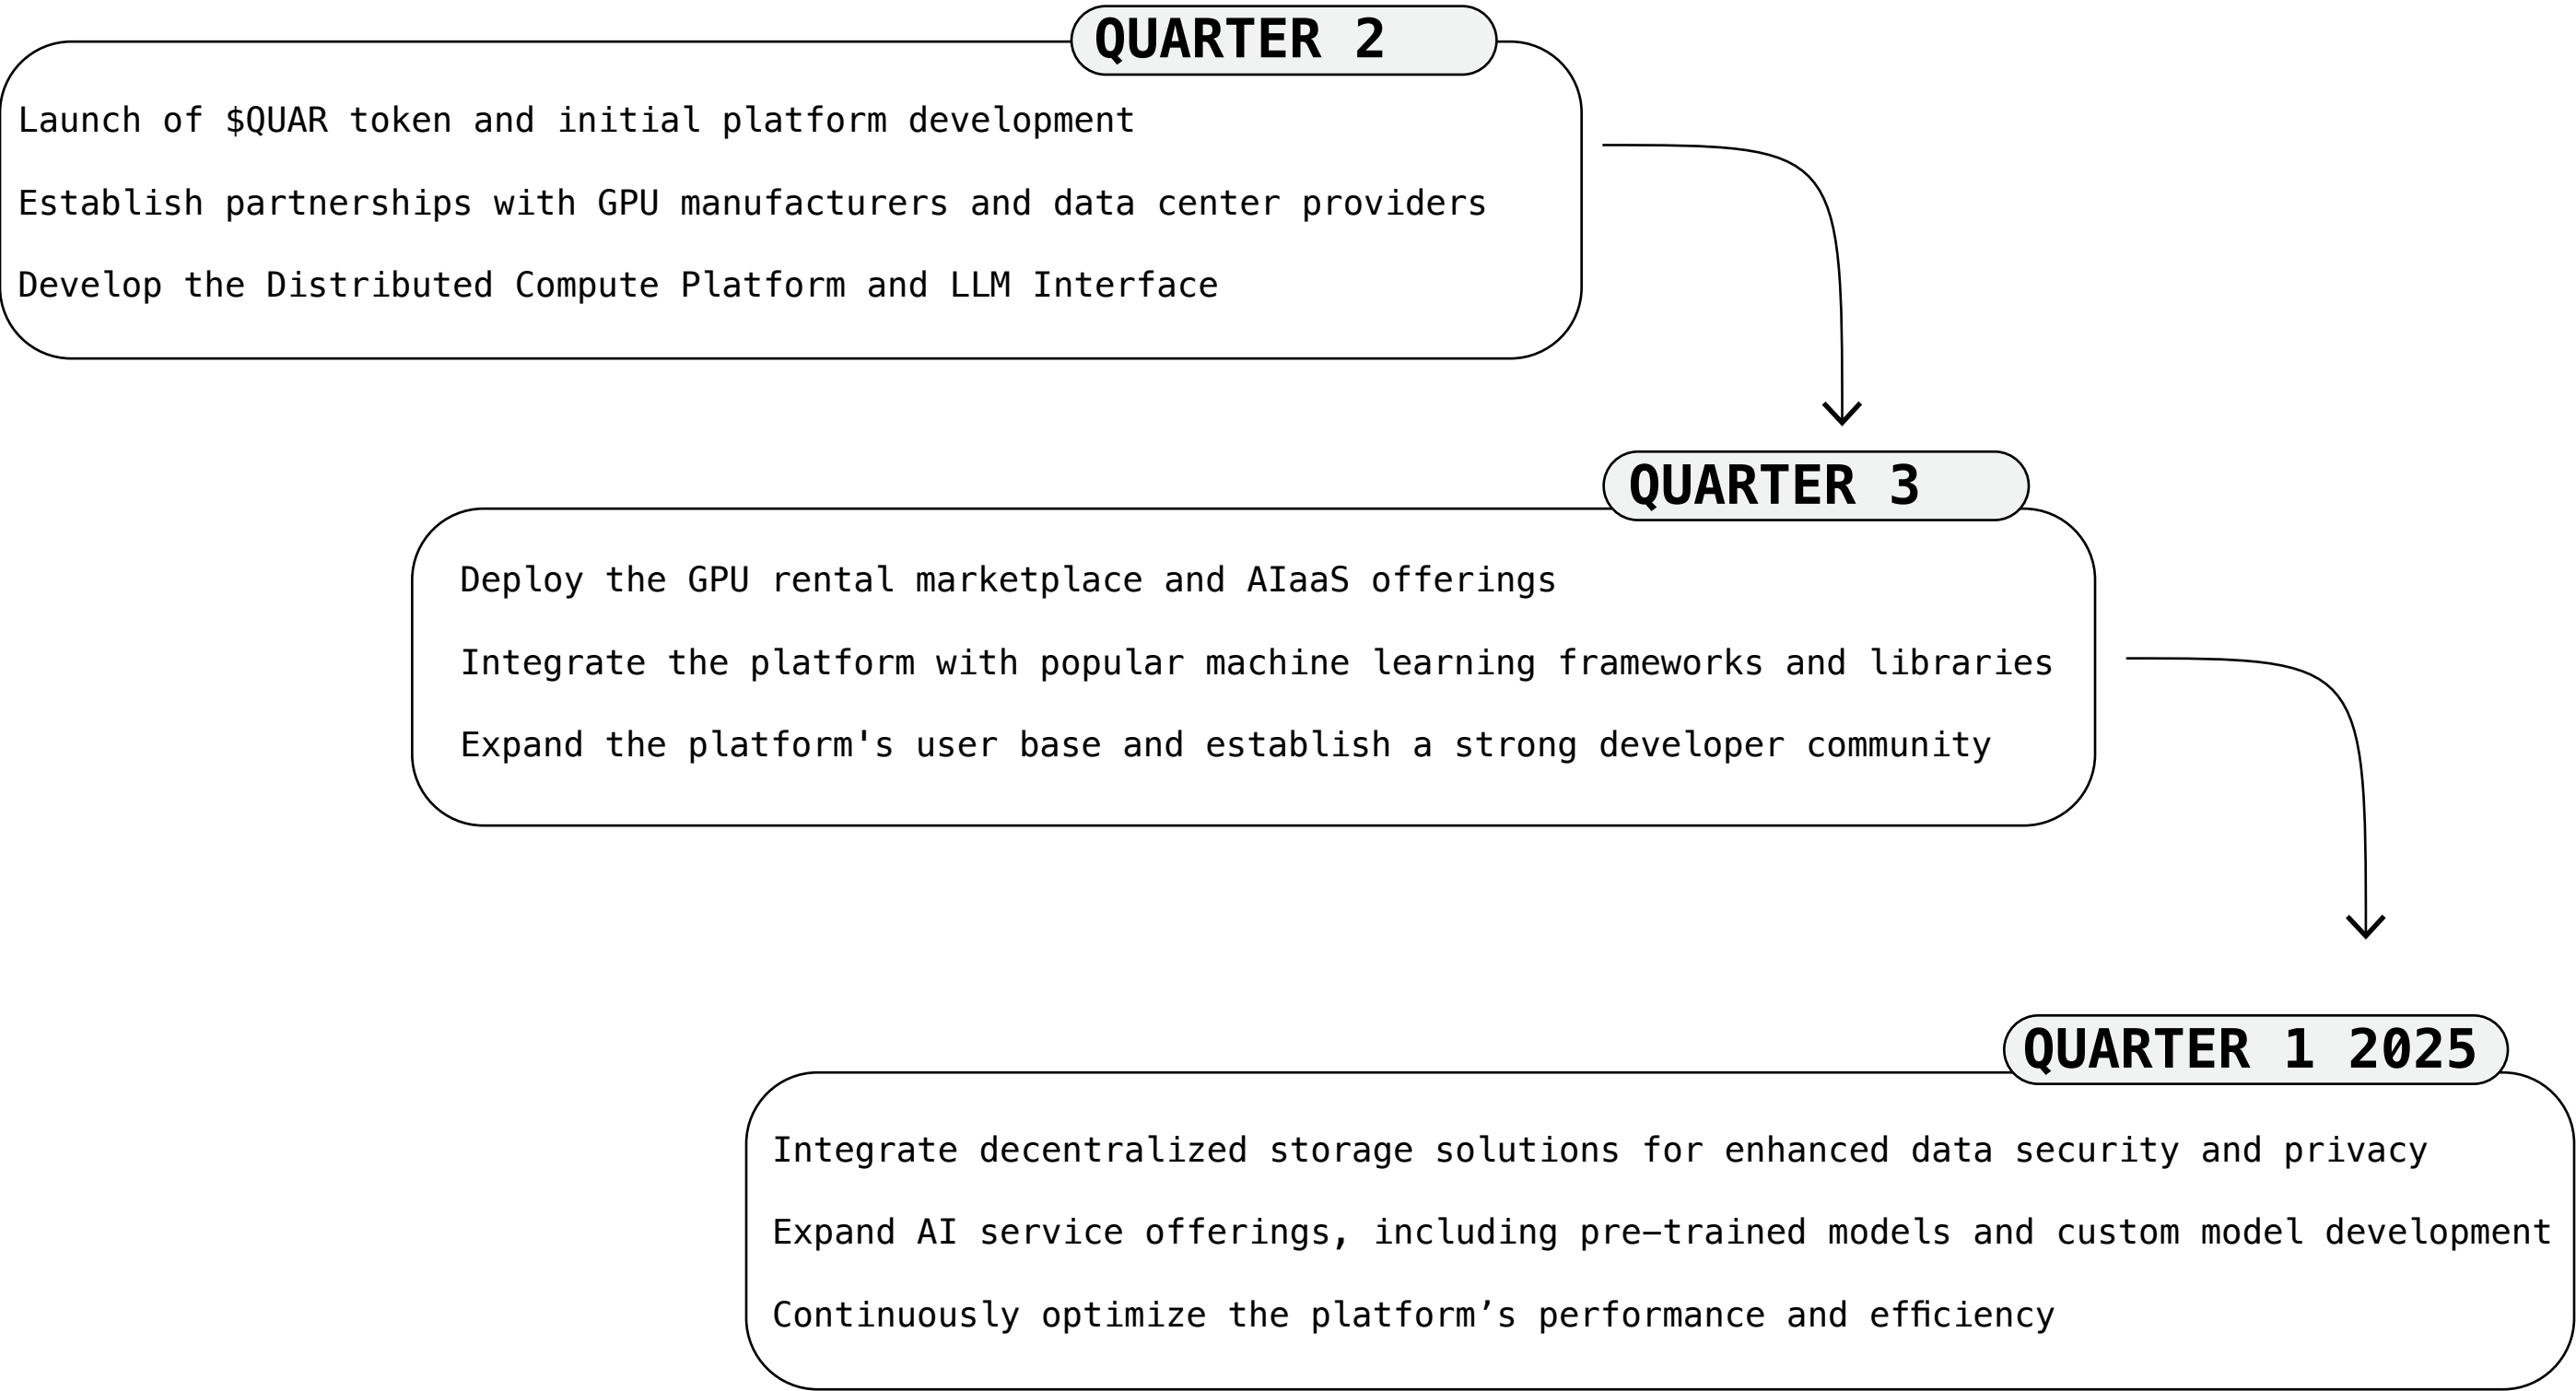 QUARTER 2
Launch of $QUAR token and initial platform development
Establish partnerships with GPU manufacturers and data center providers
Develop the Distributed Compute Platform and LLM Interface
QUARTER 3
Deploy the GPU rental marketplace and AIaaS offerings
Integrate the platform with popular machine learning frameworks and libraries
Expand the platform's user base and establish a strong developer community
QUARTER 1 2025
Integrate decentralized storage solutions for enhanced data security and privacy
Expand AI service offerings, including pre–trained models and custom model development
Continuously optimize the platform’s performance and efficiency